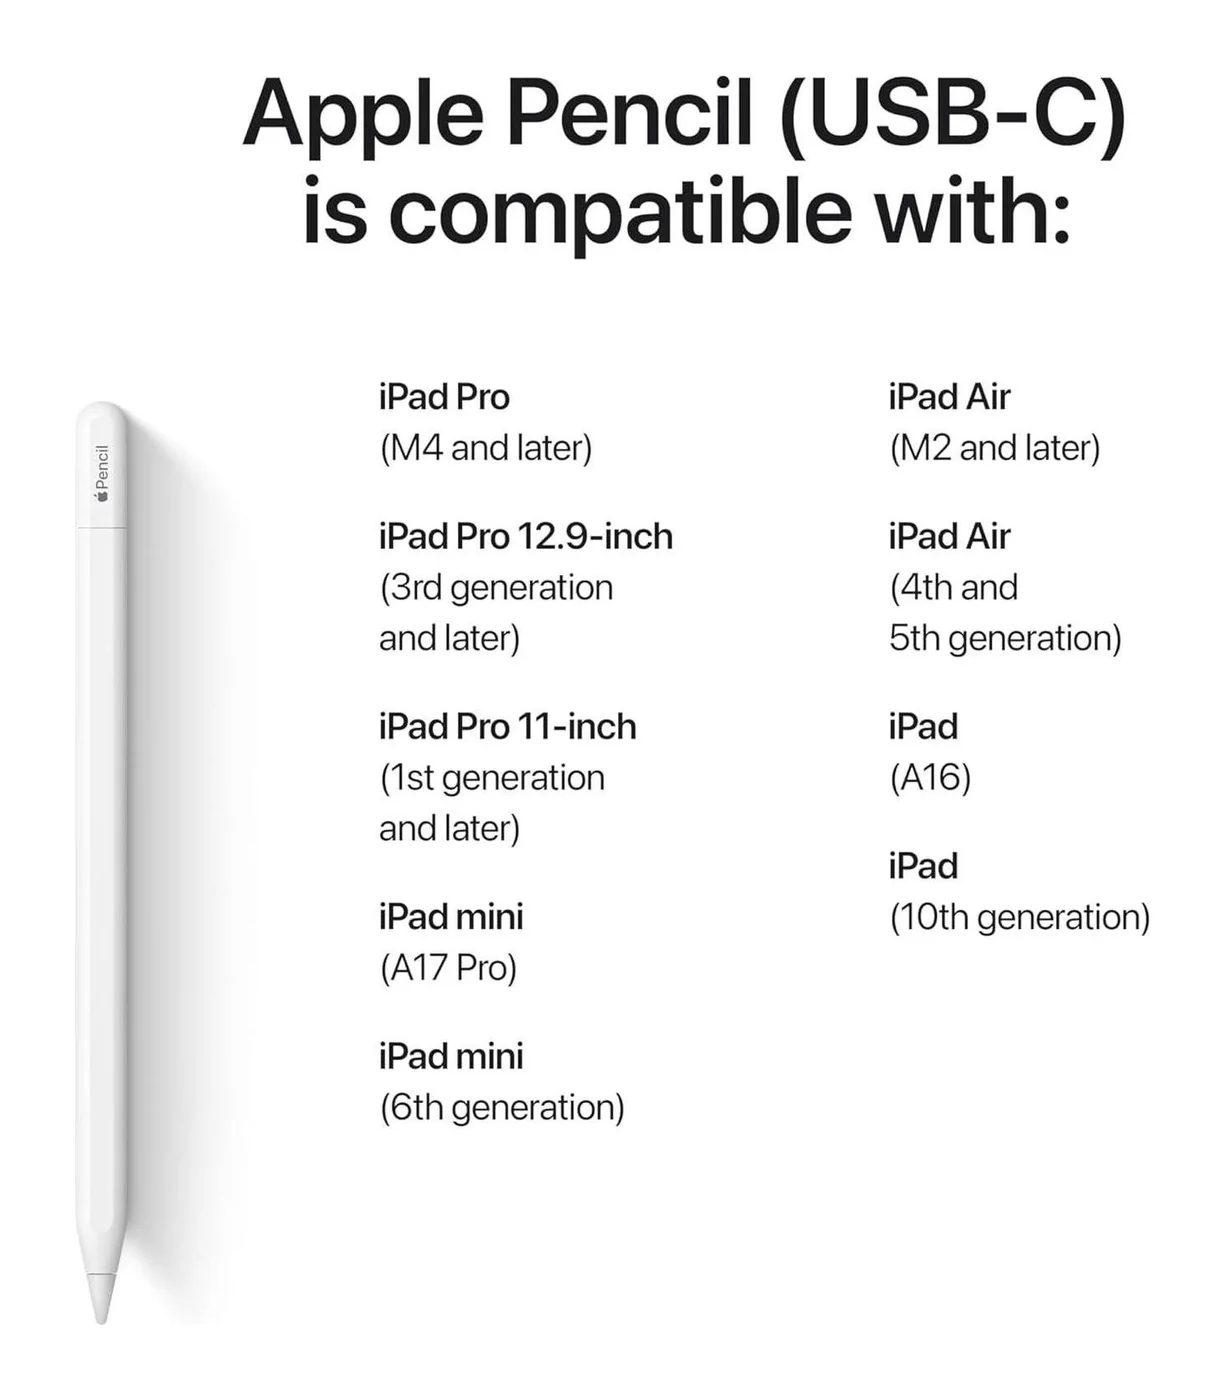 Apple Pencil (USB-C)
is compatible with:
Pencil
iPad Pro
(M4 and later)
iPad Pro 12.9-inch
(3rd generation
and later)
iPad Pro 11-inch
(1st generation
and later)
iPad mini
(A17 Pro)
iPad mini
(6th generation)
iPad Air
(M2 and later)
iPad Air
(4th and
5th generation)
iPad
(A16)
iPad
(10th generation)